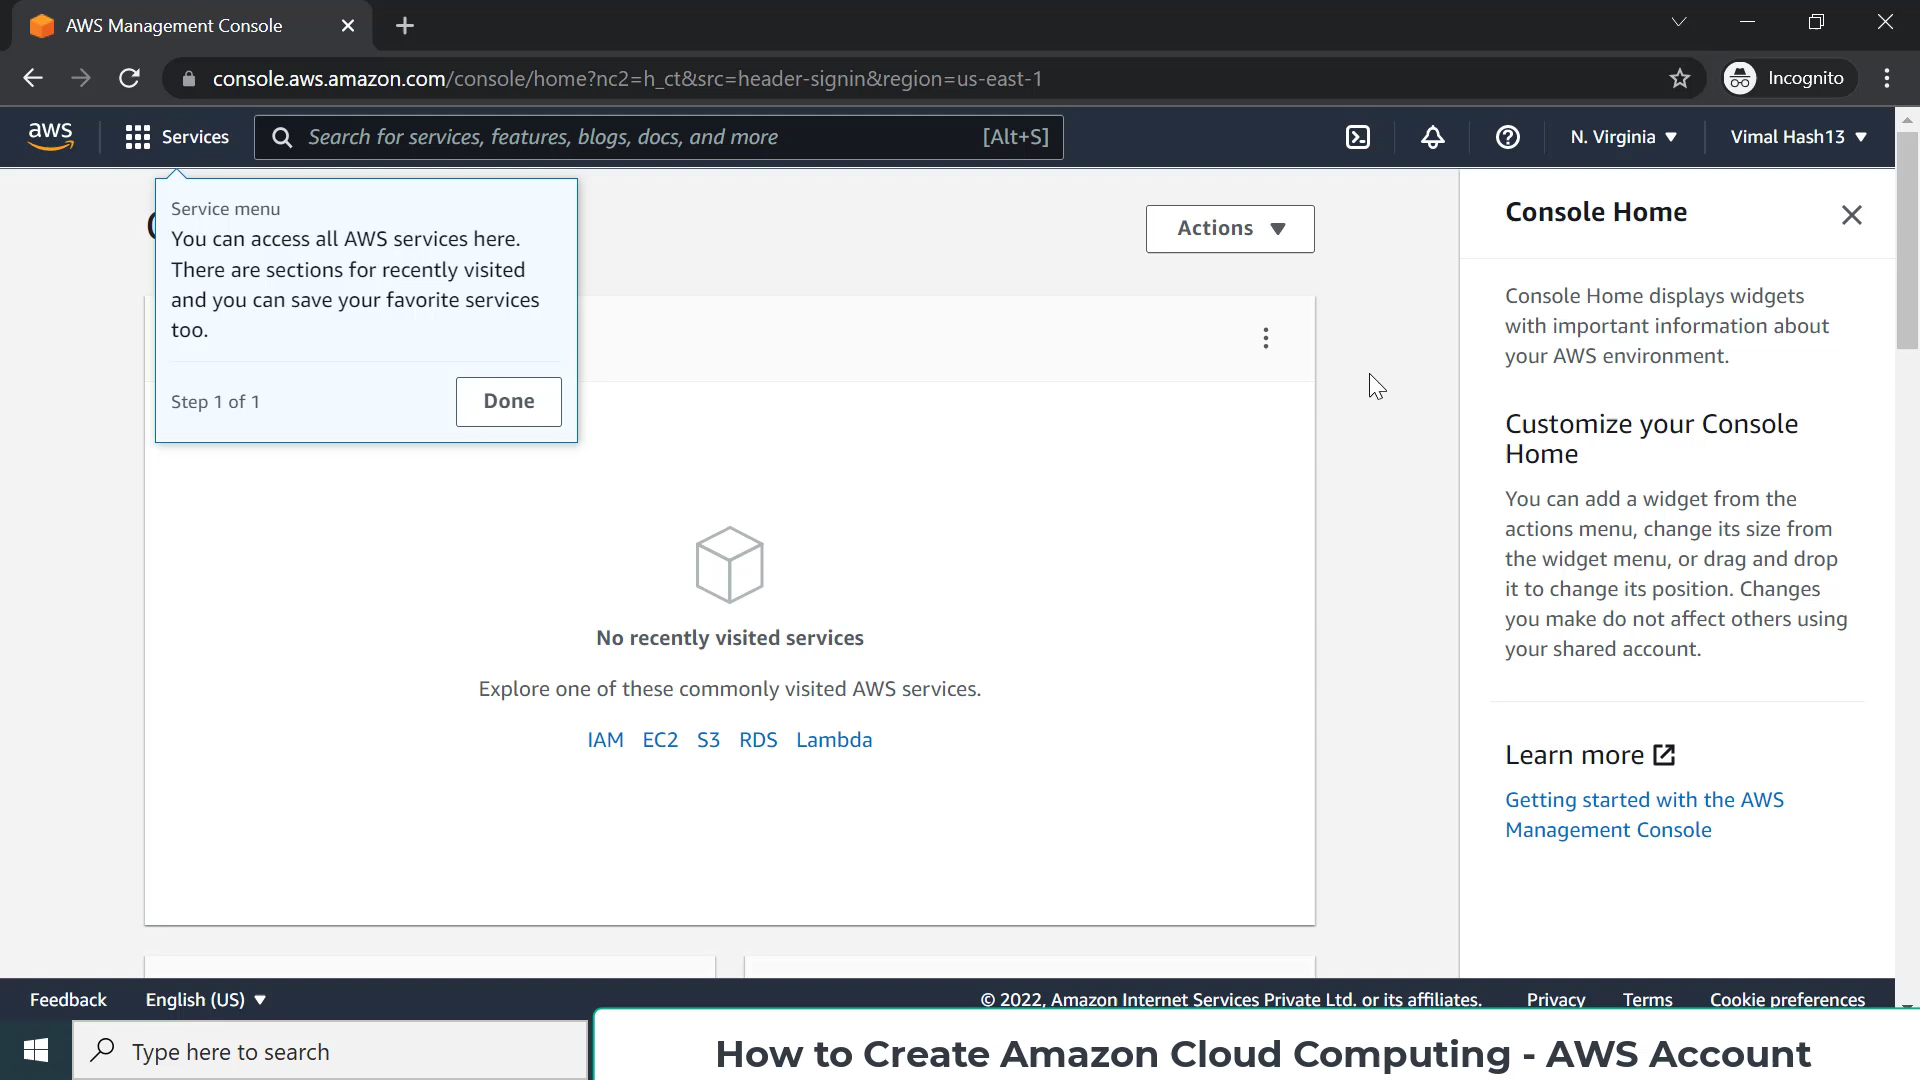 AWS Management Console
console.aws.amazon.com/console/home?nc2=h_ct&src=header-signin&region=us-east-1
Incognito
aws
Services
Search for services, features, blogs, docs, and more
[Alt+S]
N. Virginia
Vimal Hash13
Service menu
You can access all AWS services here.
There are sections for recently visited
and you can save your favorite services
too.
Step 1 of 1
Done
Actions
No recently visited services
Explore one of these commonly visited AWS services.
IAM EC2 S3 RDS Lambda
Console Home
Console Home displays widgets
with important information about
your AWS environment.
Customize your Console
Home
You can add a widget from the
actions menu, change its size from
the widget menu, or drag and drop
it to change its position. Changes
you make do not affect others using
your shared account.
Learn more
Getting started with the AWS
Management Console
Feedback
English (US)
© 2022, Amazon Internet Services Private Ltd. or its affiliates.
Privacy
Terms
Cookie preferences
Type here to search
How to Create Amazon Cloud Computing - AWS Account